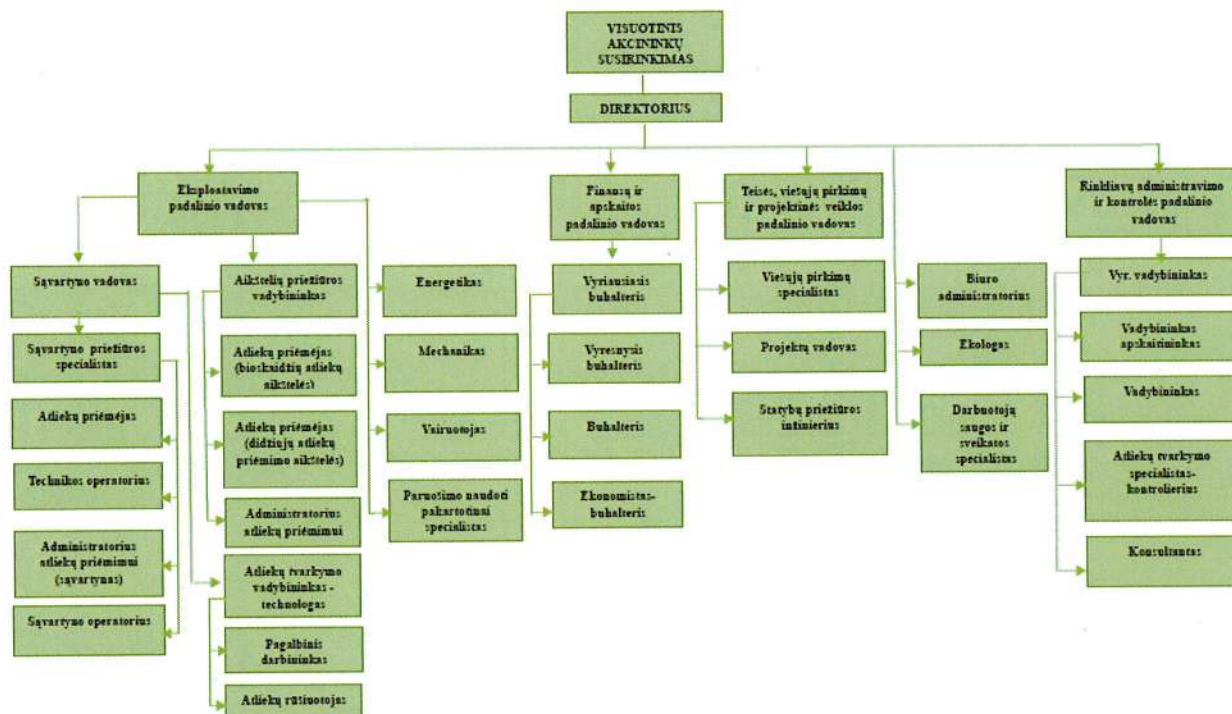 VISUOTINIS
AKCININKŲ
SUSIRINKIMAS
DIREKTORIUS
Eksploatavimo
padalinio vadovas
Finansų ir
apskaitos
padalinio vadovas
Teisės, viešųjų pirkimų
ir projektinės veiklos
padalinio vadovas
Rinkliavų administravimo
ir kontrolės padalinio
vadovas
Sąvartyno vadovas
Sąvartyno priežiūros
specialistas
Atliekų priėmėjas
Technikos operatorius
Administratorius
atliekų priėmimui
(sąvartynas)
Sąvartyno operatorius
Aikštelių priežiūros
vadybininkas
Atliekų priėmėjas
(bioskaidžių atliekų
aikštelės)
Atliekų priėmėjas
(didžiųjų atliekų
priėmimo aikštelės)
Administratorius
atliekų priėmimui
Atliekų tvarkymo
vadybininkas -
technologas
Pagalbinis
darbininkas
Atliekų rūšiuotojas
Energetikas
Mechanikas
Vairuotojas
Paruošimo naudoti
pakartotinai
specialistas
Vyriausiasis
buhalteris
Vyresnysis
buhalteris
Buhalteris
Ekonomistas-
buhalteris
Viešųjų pirkimų
specialistas
Projektų vadovas
Statybų priežiūros
inžinierius
Biuro
administratorius
Ekologas
Darbuotojų
saugos ir
sveikatos
specialistas
Vyr. vadybininkas
Vadybininkas
apskaitininkas
Vadybininkas
Atliekų tvarkymo
specialistas-
kontrolierius
Konsultantas